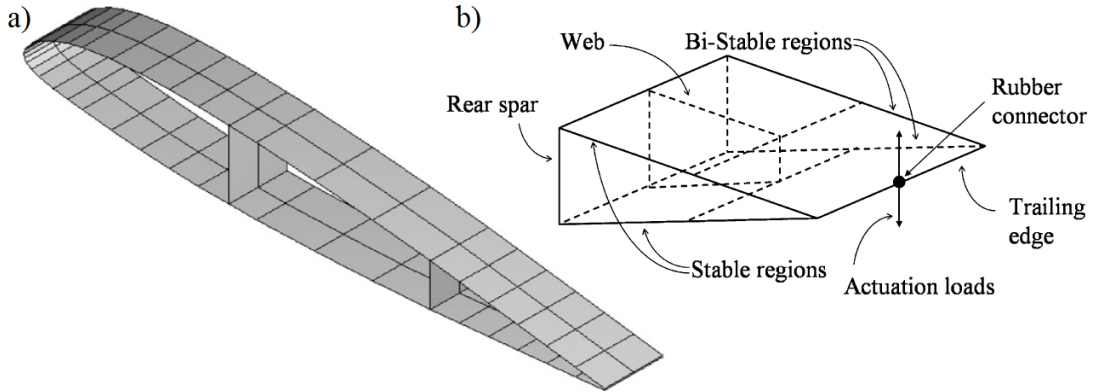 a)
b)
Web
Bi-Stable regions
Rear spar
Rubber
connector
Trailing
edge
Stable regions
Actuation loads